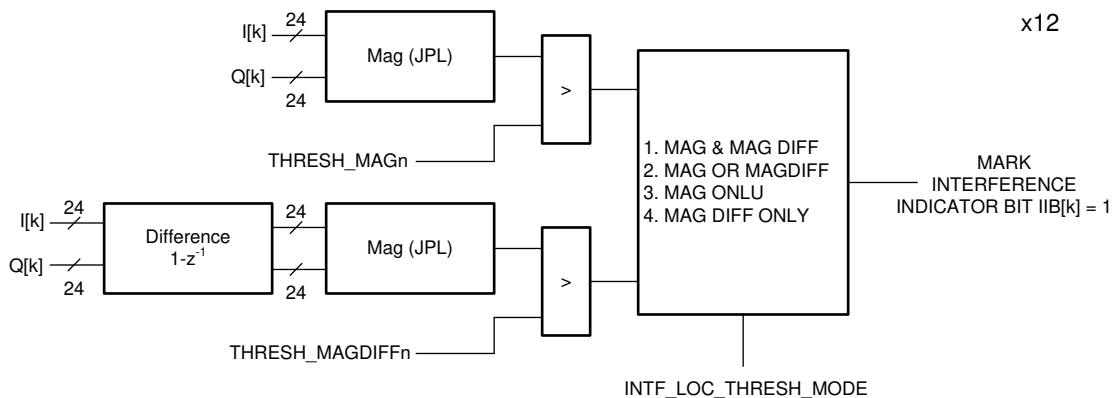 x12
24
I[k]
Mag (JPL)
Q[k]
24
>
THRESH_MAGn
1. MAG & MAG DIFF
2. MAG OR MAGDIFF
3. MAG ONLU
4. MAG DIFF ONLY
MARK
INTERFERENCE
INDICATOR BIT IIB[k] = 1
24
I[k]
Difference
1-z⁻¹
Q[k]
24
24
24
Mag (JPL)
>
THRESH_MAGDIFFn
INTF_LOC_THRESH_MODE